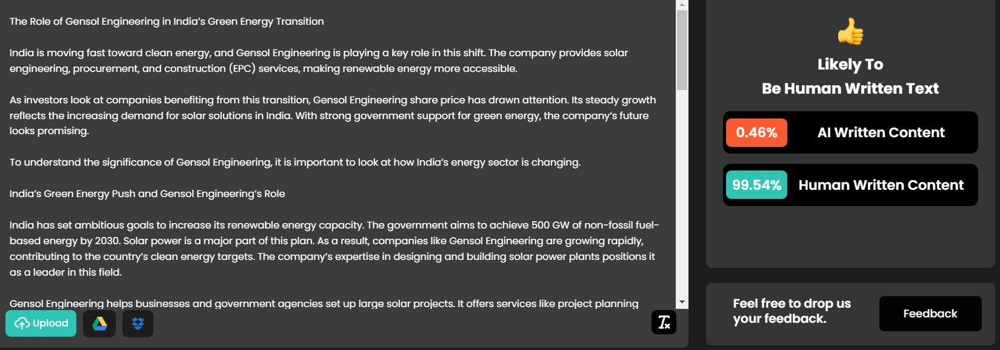 The Role of Gensol Engineering in India’s Green Energy Transition
India is moving fast toward clean energy, and Gensol Engineering is playing a key role in this shift. The company provides solar
engineering, procurement, and construction (EPC) services, making renewable energy more accessible.
As investors look at companies benefiting from this transition, Gensol Engineering share price has drawn attention. Its steady growth
reflects the increasing demand for solar solutions in India. With strong government support for green energy, the company’s future
looks promising.
To understand the significance of Gensol Engineering, it is important to look at how India’s energy sector is changing.
India’s Green Energy Push and Gensol Engineering’s Role
India has set ambitious goals to increase its renewable energy capacity. The government aims to achieve 500 GW of non-fossil fuel-
based energy by 2030. Solar power is a major part of this plan. As a result, companies like Gensol Engineering are growing rapidly,
contributing to the country’s clean energy targets. The company’s expertise in designing and building solar power plants positions it
as a leader in this field.
Gensol Engineering helps businesses and government agencies set up large solar projects. It offers services like project planning
Upload
Likely To
Be Human Written Text
0.46% AI Written Content
99.54% Human Written Content
Feel free to drop us
your feedback.
Feedback